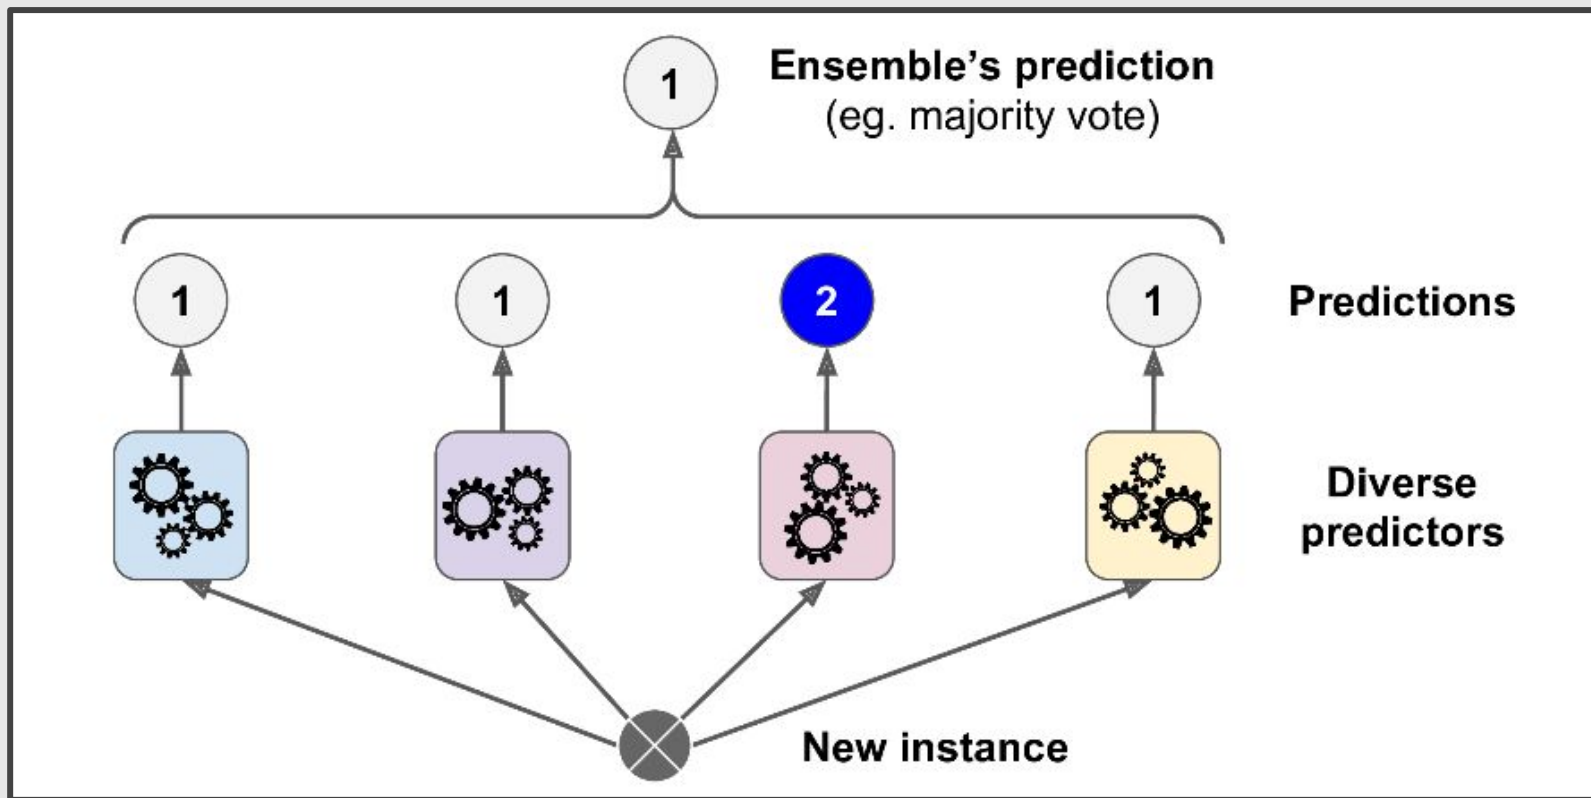 1
Ensemble’s prediction
(eg. majority vote)
1 1 2 1 Predictions
Diverse
predictors
New instance